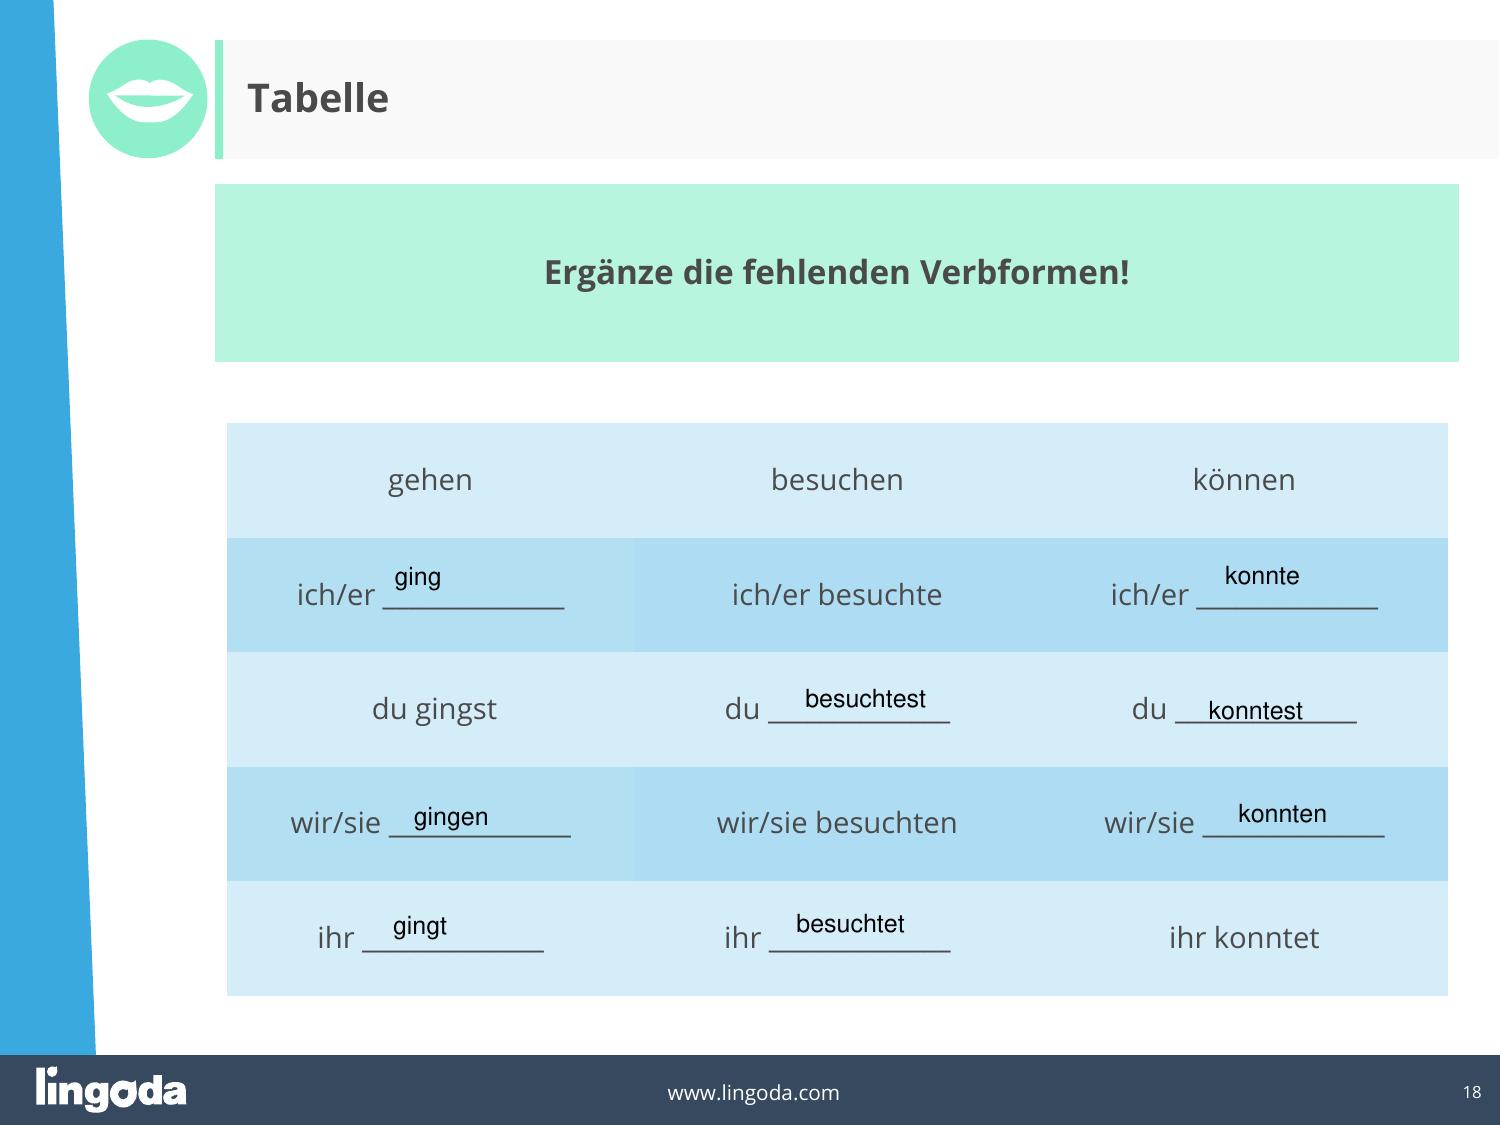 Tabelle
Ergänze die fehlenden Verbformen!
gehen besuchen können
ich/er ging ich/er besuchte ich/er konnte
du gingst du besuchtest du konntest
wir/sie gingen wir/sie besuchten wir/sie konnten
ihr gingt ihr besuchtet ihr konntet
lingoda www.lingoda.com 18